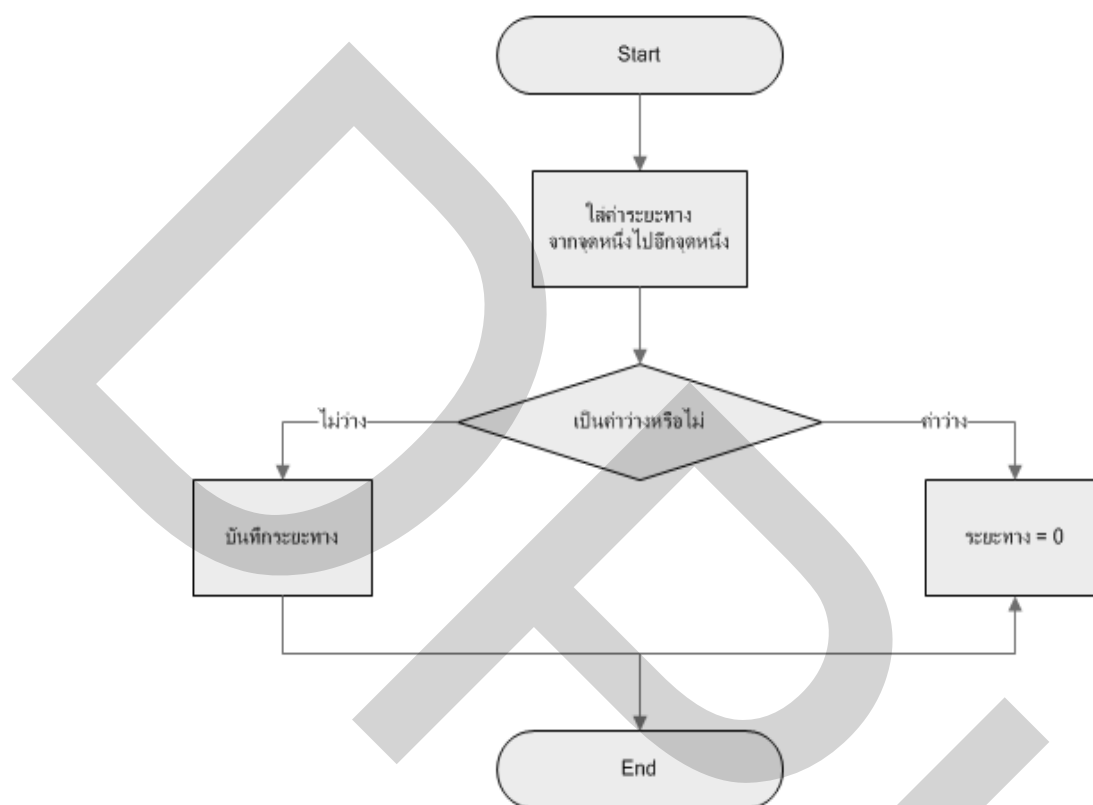 Start
ใส่ค่าระยะทาง
จากจุดหนึ่งไปอีกจุดหนึ่ง
เป็นค่าว่างหรือไม่
ไม่ว่าง
ค่าว่าง
บันทึกระยะทาง
ระยะทาง = 0
End